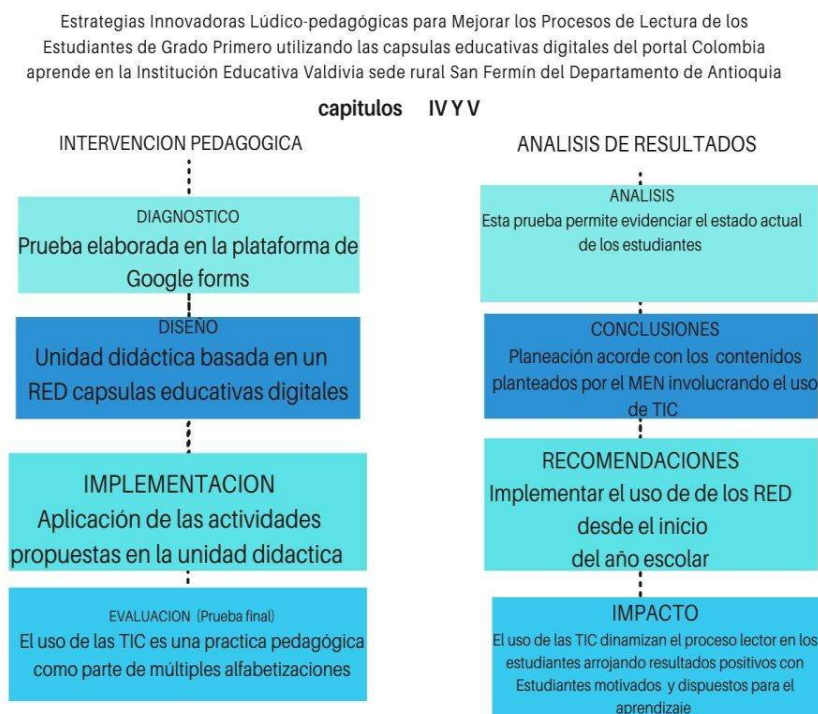 Estrategias Innovadoras Lúdico-pedagógicas para Mejorar los Procesos de Lectura de los
Estudiantes de Grado Primero utilizando las capsulas educativas digitales del portal Colombia
aprende en la Institución Educativa Valdivia sede rural San Fermín del Departamento de Antioquia
capitulos IV Y V
INTERVENCION PEDAGOGICA
DIAGNOSTICO
Prueba elaborada en la plataforma de
Google forms
DISEÑO
Unidad didáctica basada en un
RED capsulas educativas digitales
IMPLEMENTACION
Aplicación de las actividades
propuestas en la unidad didactica
EVALUACION (Prueba final)
El uso de las TIC es una practica pedagógica
como parte de múltiples alfabetizaciones
ANALISIS DE RESULTADOS
ANALISIS
Esta prueba permite evidenciar el estado actual
de los estudiantes
CONCLUSIONES
Planeación acorde con los contenidos
planteados por el MEN involucrando el uso
de TIC
RECOMENDACIONES
Implementar el uso de de los RED
desde el inicio
del año escolar
IMPACTO
El uso de las TIC dinamizan el proceso lector en los
estudiantes arrojando resultados positivos con
Estudiantes motivados y dispuestos para el
aprendizaje